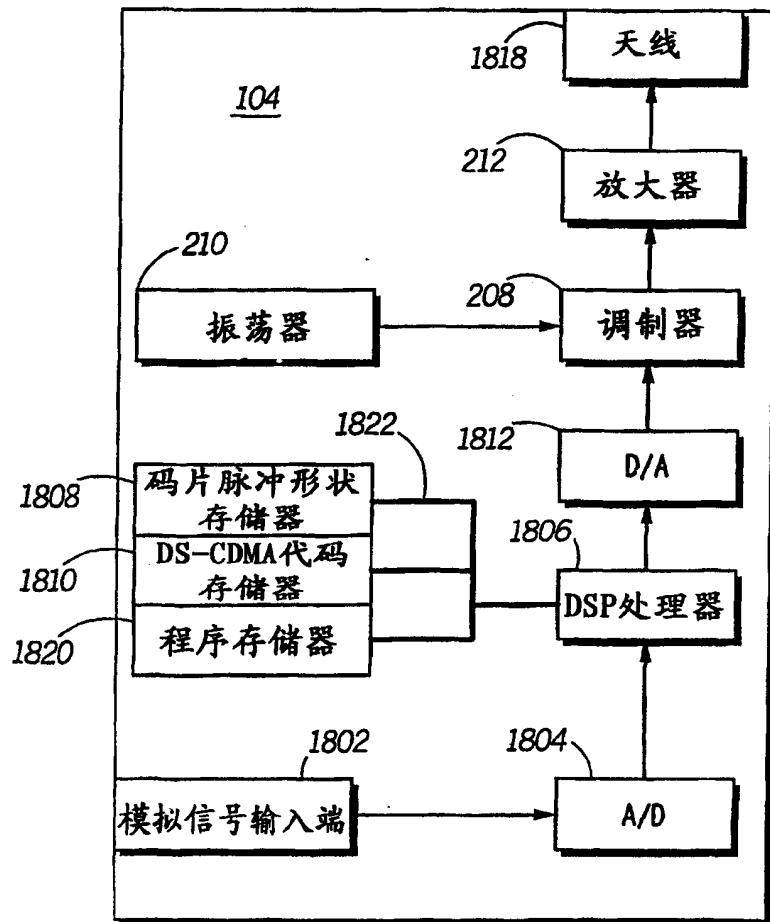 天线
1818
104
212
放大器
210
208
振荡器
调制器
1822
1812
D/A
1808
码片脉冲形状
存储器
1806
1810
DS-CDMA代码
存储器
DSP处理器
1820
程序存储器
1802
1804
模拟信号输入端
A/D